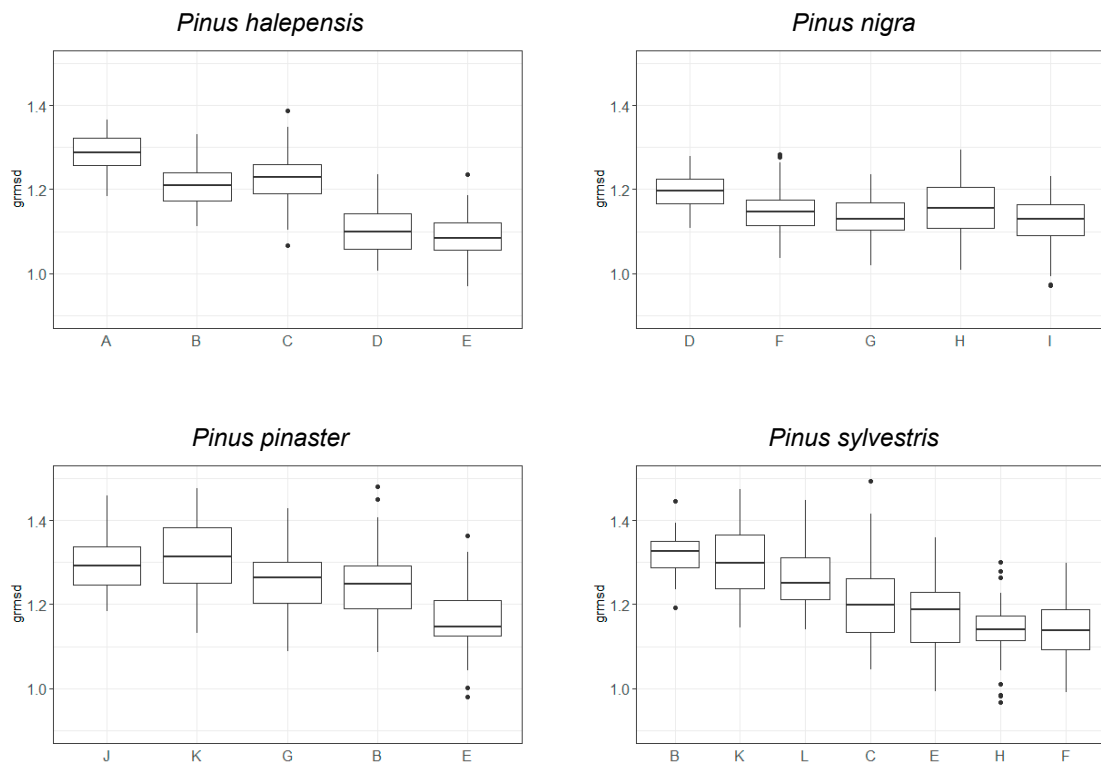 Pinus halepensis
grmsd
1.4
1.2
1.0
A B C D E
Pinus nigra
grmsd
1.4
1.2
1.0
D F G H I
Pinus pinaster
grmsd
1.4
1.2
1.0
J K G B E
Pinus sylvestris
grmsd
1.4
1.2
1.0
B K L C E H F